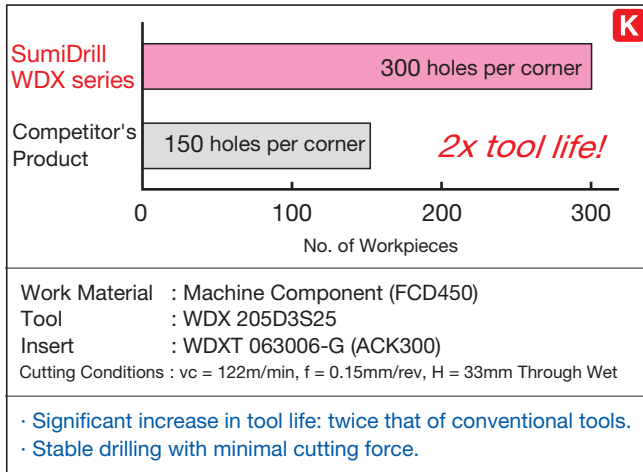 K
SumiDrill
WDX series
300 holes per corner
Competitor's
Product
150 holes per corner
2x tool life!
0 100 200 300
No. of Workpieces
Work Material : Machine Component (FCD450)
Tool : WDX 205D3S25
Insert : WDXT 063006-G (ACK300)
Cutting Conditions : vc = 122m/min, f = 0.15mm/rev, H = 33mm Through Wet
· Significant increase in tool life: twice that of conventional tools.
· Stable drilling with minimal cutting force.